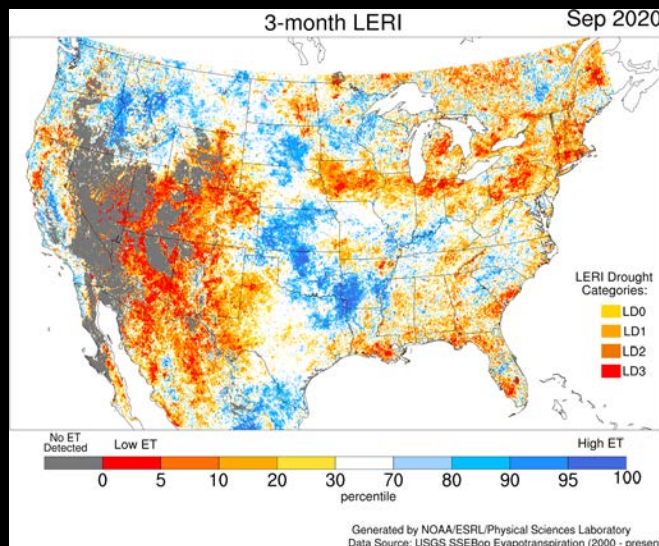 3-month LERI
Sep 2020
LERI Drought
Categories:
LD0
LD1
LD2
LD3
No ET
Detected
Low ET
High ET
0 5 10 20 30 70 80 90 95 100
percentile
Generated by NOAA/ESRL/Physical Sciences Laboratory
Data Source: USGS SSEBop Evapotranspiration (2000 - presen